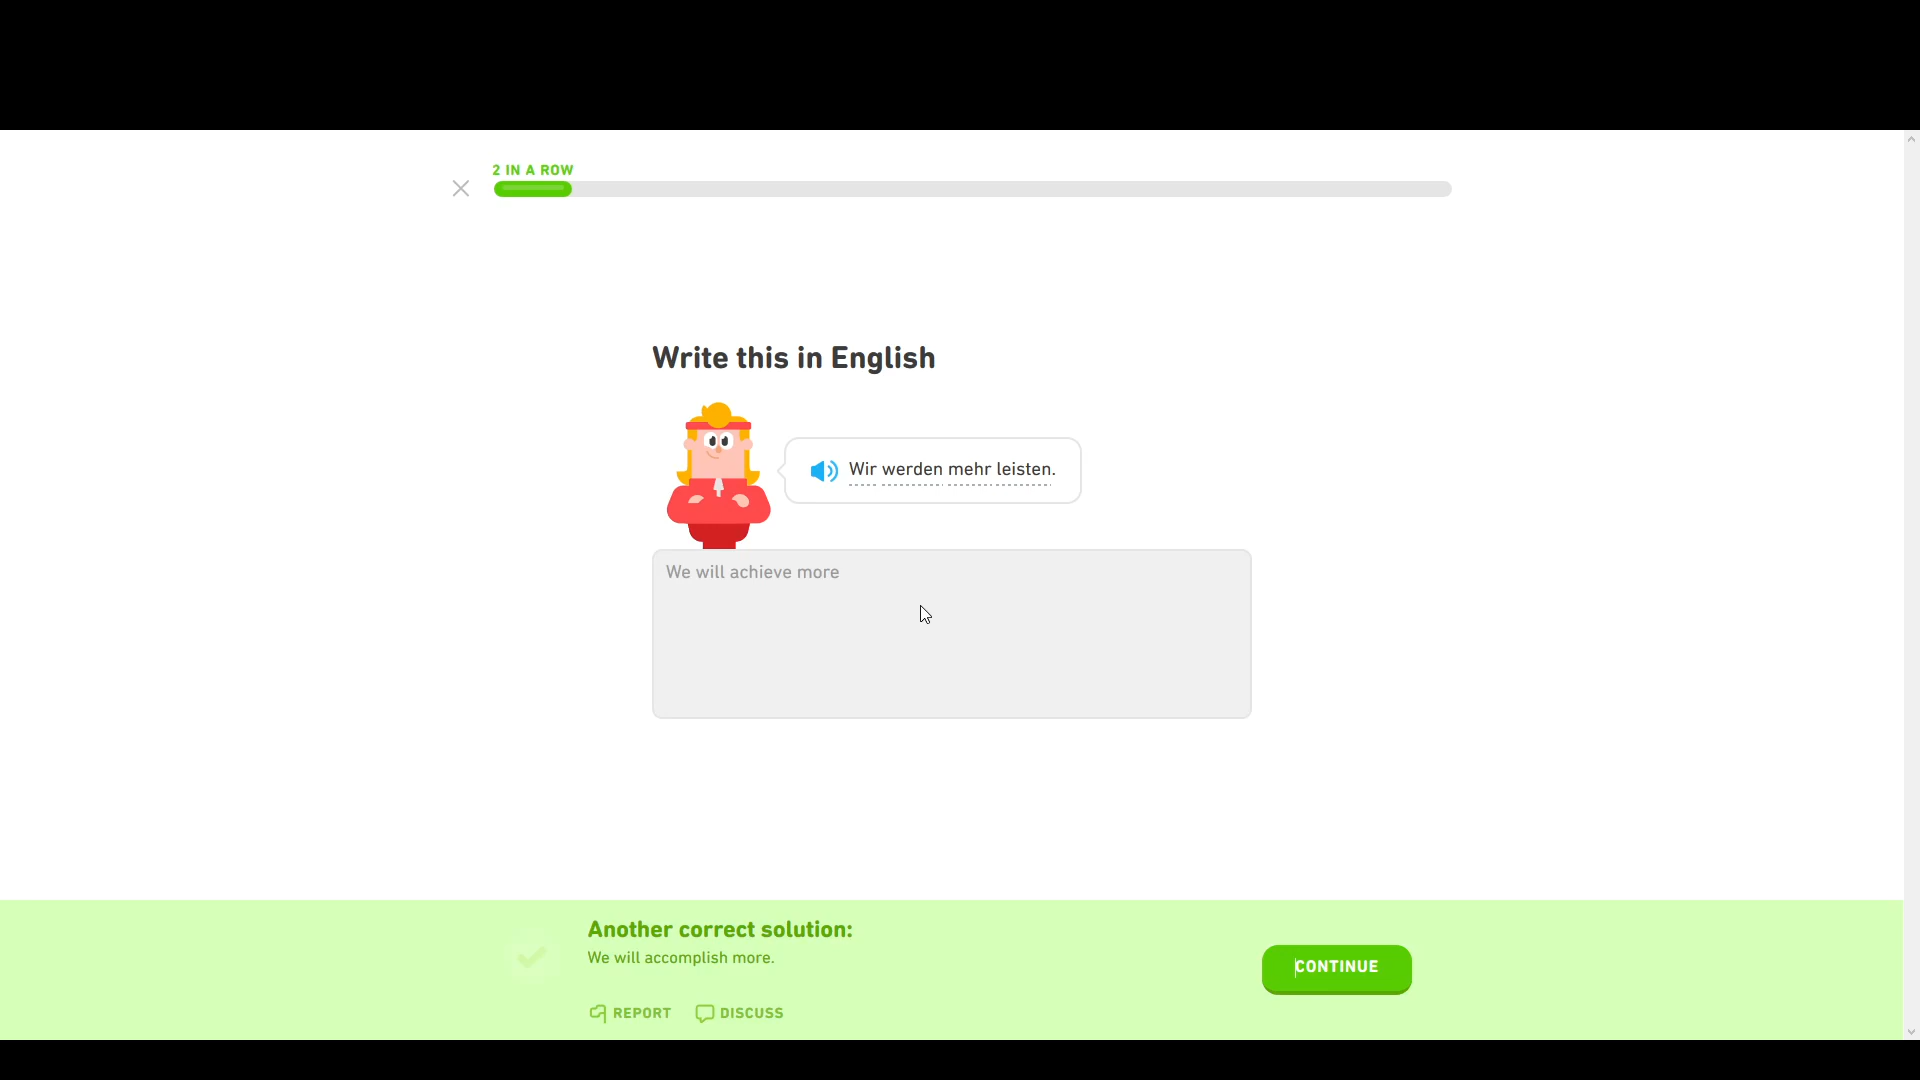 2 IN A ROW
Write this in English
Wir werden mehr leisten.
We will achieve more
Another correct solution:
We will accomplish more.
CONTINUE
REPORT
DISCUSS